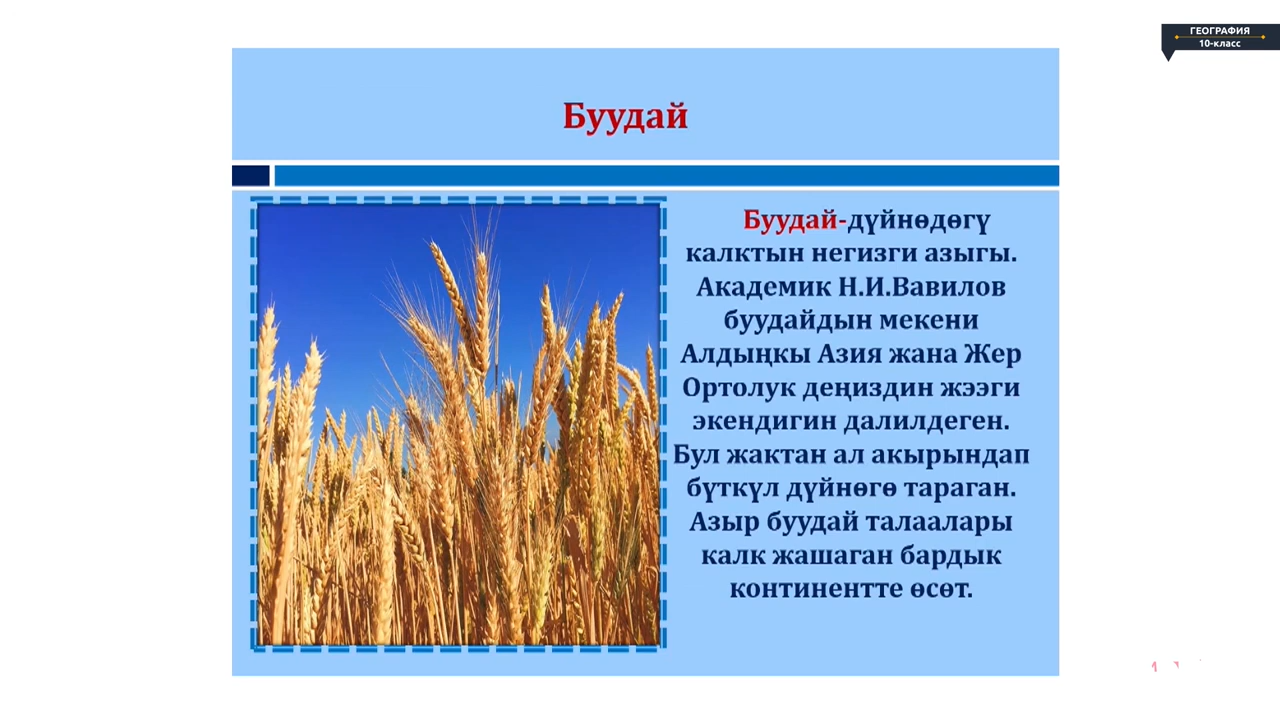 ГЕОГРАФИЯ
10-класс
Буудай
Буудай-дүйнөдөгү
калктын негизги азыгы.
Академик Н.И.Вавилов
буудайдын мекени
Алдыңкы Азия жана Жер
Ортолук деңиздин жээги
экендигин далилдеген.
Бул жактан ал акырындап
бүткүл дүйнөгө тараган.
Азыр буудай талаалары
калк жашаган бардык
континентте өсөт.